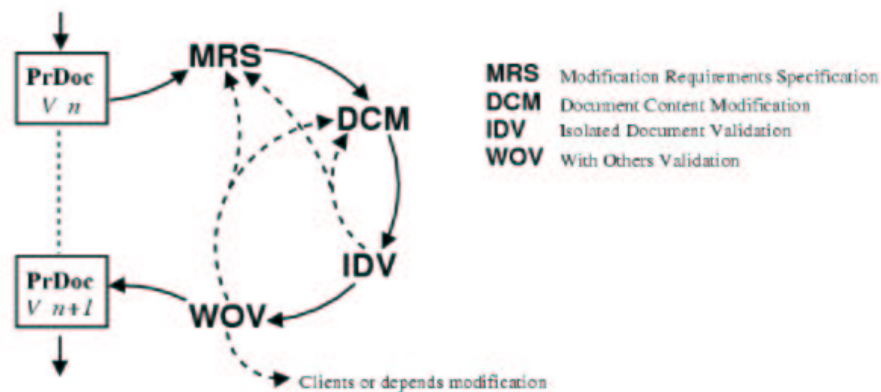 PrDoc
V n
MRS
DCM
IDV
WOV
PrDoc
V n+1
Clients or depends modification
MRS Modification Requirements Specification
DCM Document Content Modification
IDV Isolated Document Validation
WOV With Others Validation